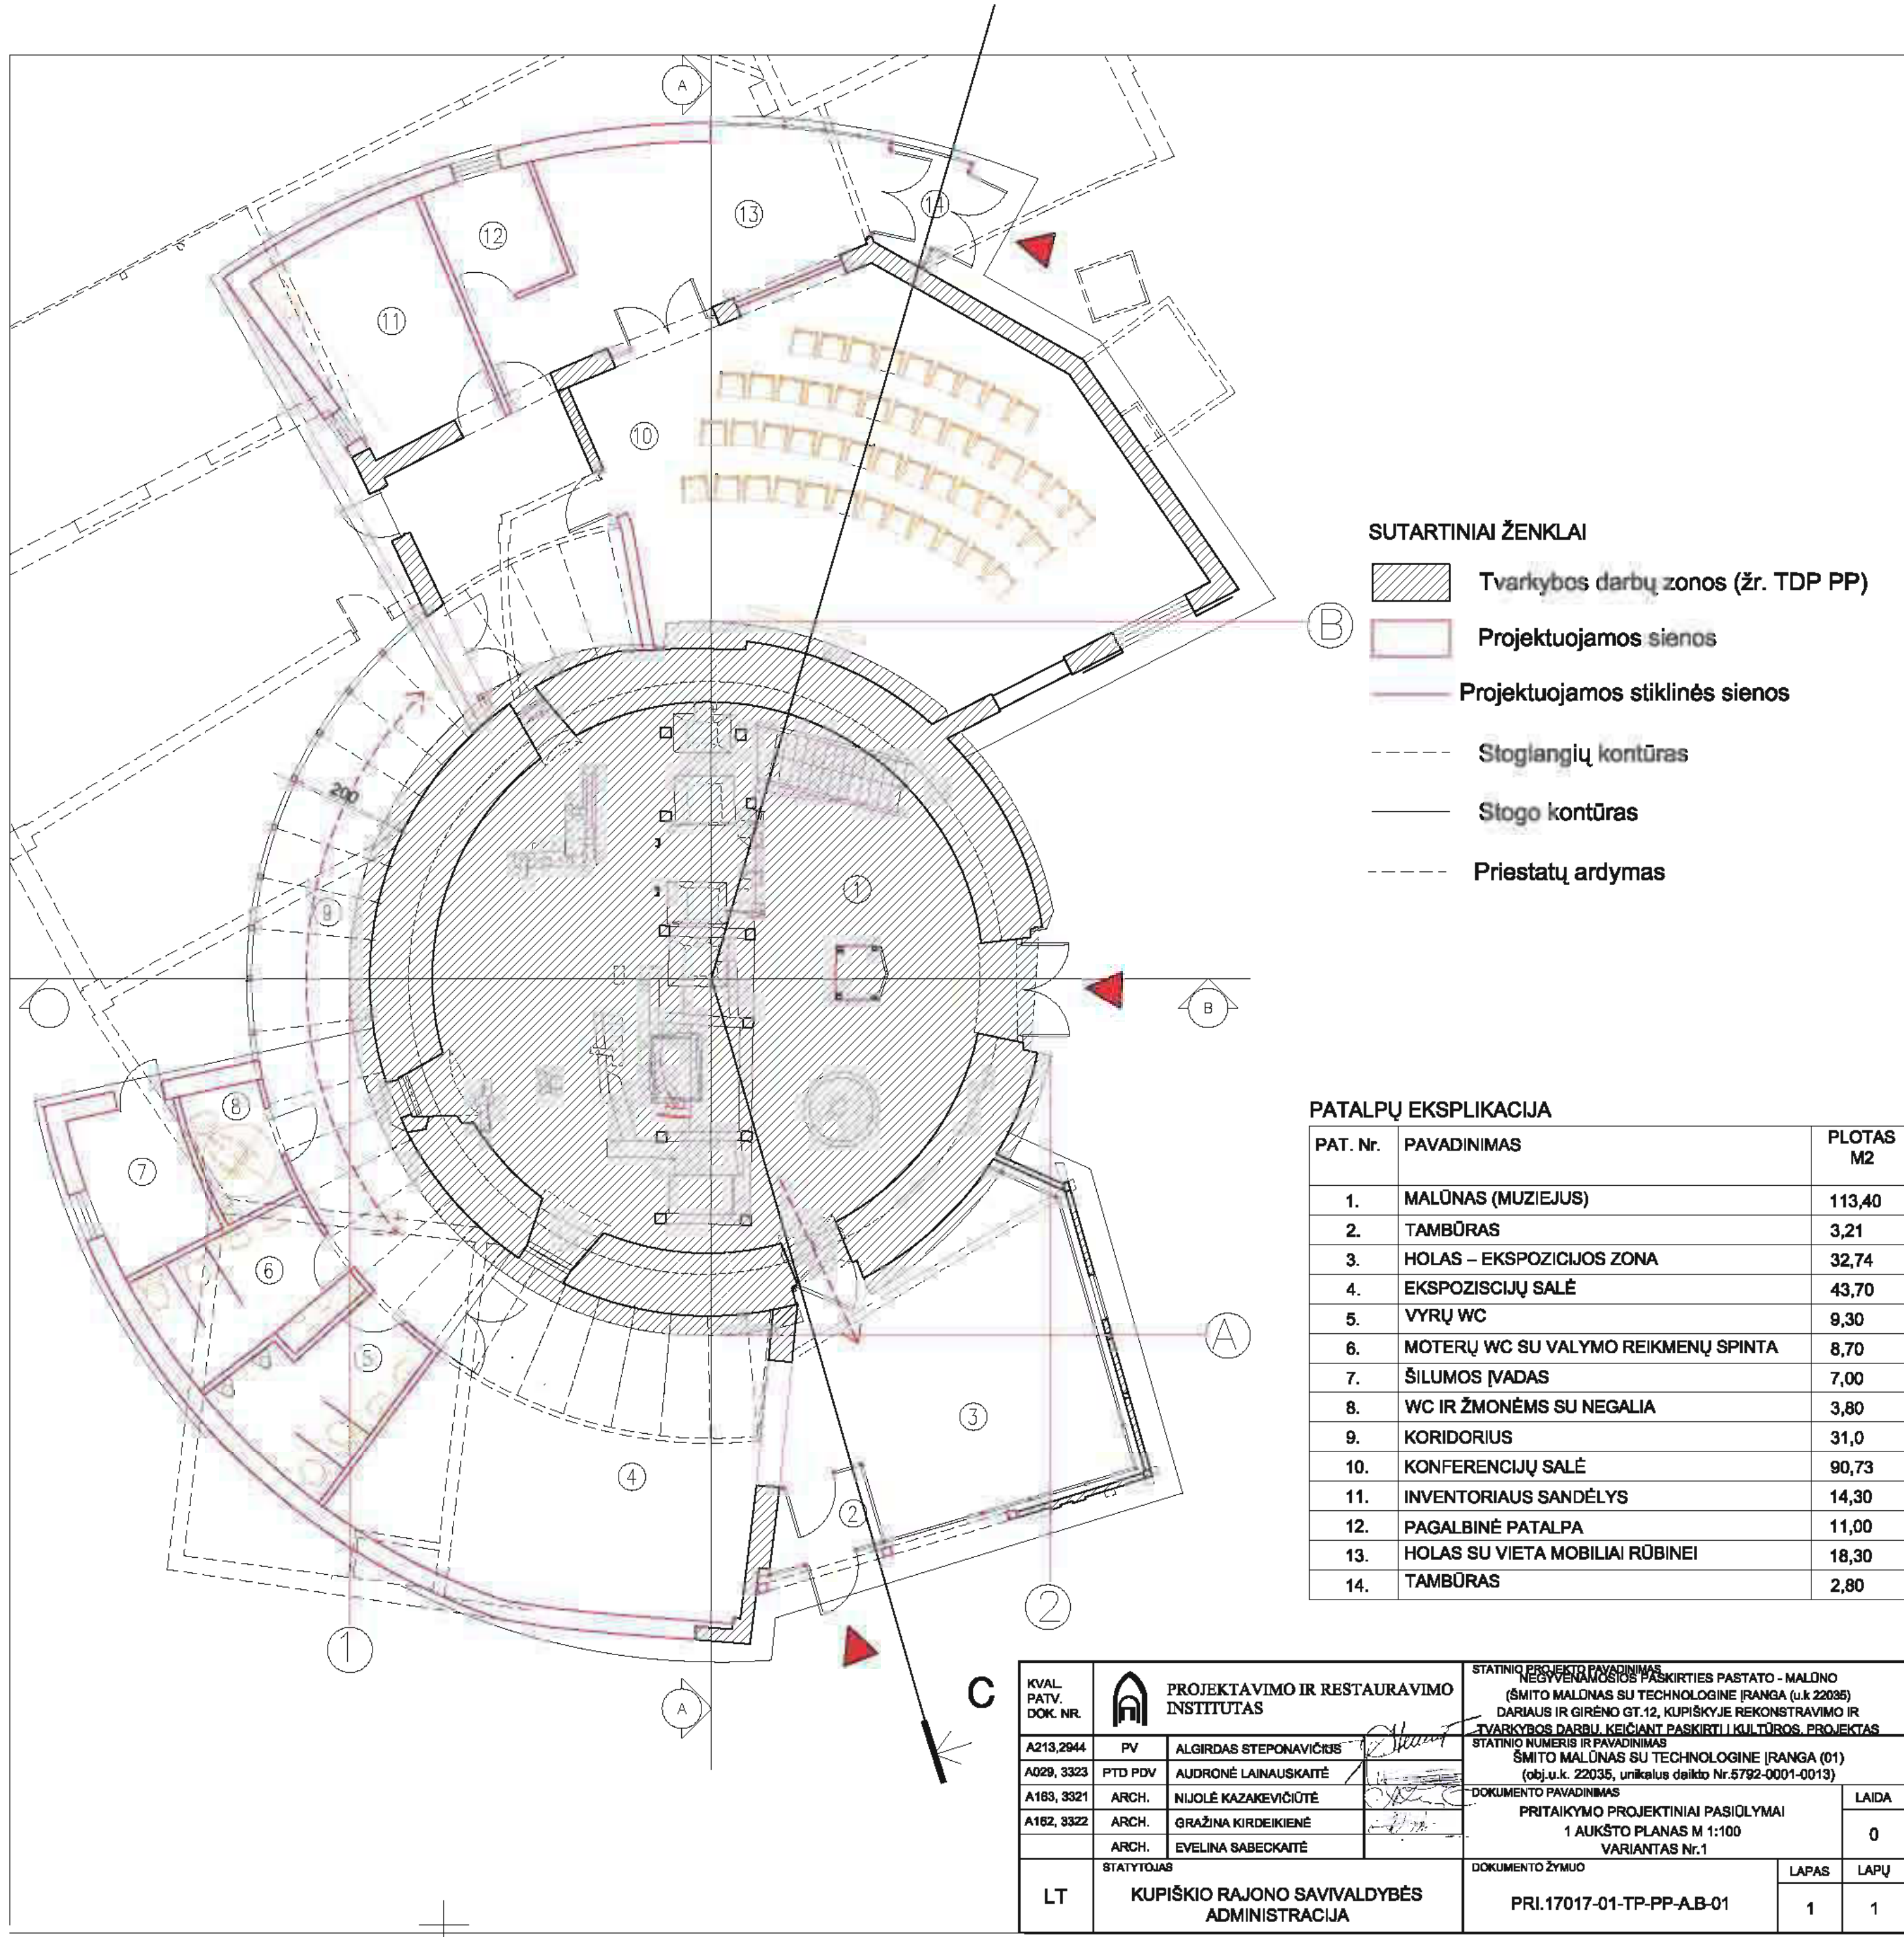 A
13
14
12
11
10
SUTARTINIAI ŽENKLAI
Tvarkybos darbų zonos (žr. TDP PP)
B
Projektuojamos sienos
Projektuojamos stiklinės sienos
Stoglangių kontūras
200
Stogo kontūras
Priestatų ardymas
1
9
B
8
7
6
5
A
4
3
2
2
1
A
C
PATALPŲ EKSPLIKACIJA
PAT. Nr. PAVADINIMAS PLOTAS M2
1. MALŪNAS (MUZIEJUS) 113,40
2. TAMBŪRAS 3,21
3. HOLAS – EKSPOZICIJOS ZONA 32,74
4. EKSPOZISCIJŲ SALĖ 43,70
5. VYRŲ WC 9,30
6. MOTERŲ WC SU VALYMO REIKMENŲ SPINTA 8,70
7. ŠILUMOS ĮVADAS 7,00
8. WC IR ŽMONĖMS SU NEGALIA 3,80
9. KORIDORIUS 31,0
10. KONFERENCIJŲ SALĖ 90,73
11. INVENTORIAUS SANDĖLYS 14,30
12. PAGALBINĖ PATALPA 11,00
13. HOLAS SU VIETA MOBILIAI RŪBINEI 18,30
14. TAMBŪRAS 2,80
KVAL.
PATV.
DOK. NR.
PROJEKTAVIMO IR RESTAURAVIMO
INSTITUTAS
STATINIO PROJEKTO PAVADINIMAS
NEGYVENAMOSIOS PASKIRTIES PASTATO - MALŪNO
(ŠMITO MALŪNAS SU TECHNOLOGINE ĮRANGA (u.k 22035)
DARIAUS IR GIRĖNO GT.12, KUPIŠKYJE REKONSTRAVIMO IR
TVARKYBOS DARBŲ, KEIČIANT PASKIRTĮ Į KULTŪROS, PROJEKTAS
A213,2944 PV ALGIRDAS STEPONAVIČIUS
A029, 3323 PTD PDV AUDRONĖ LAINAUSKAITĖ
A163, 3321 ARCH. NIJOLĖ KAZAKEVIČIŪTĖ
A162, 3322 ARCH. GRAŽINA KIRDEIKIENĖ
ARCH. EVELINA SABECKAITĖ
STATINIO NUMERIS IR PAVADINIMAS
ŠMITO MALŪNAS SU TECHNOLOGINE ĮRANGA (01)
(obj.u.k. 22035, unikalus daikto Nr.5792-0001-0013)
DOKUMENTO PAVADINIMAS
PRITAIKYMO PROJEKTINIAI PASIŪLYMAI
1 AUKŠTO PLANAS M 1:100
VARIANTAS Nr.1
LAIDA
0
LT
STATYTOJAS
KUPIŠKIO RAJONO SAVIVALDYBĖS
ADMINISTRACIJA
DOKUMENTO ŽYMUO
PRI.17017-01-TP-PP-A.B-01
LAPAS LAPŲ
1 1